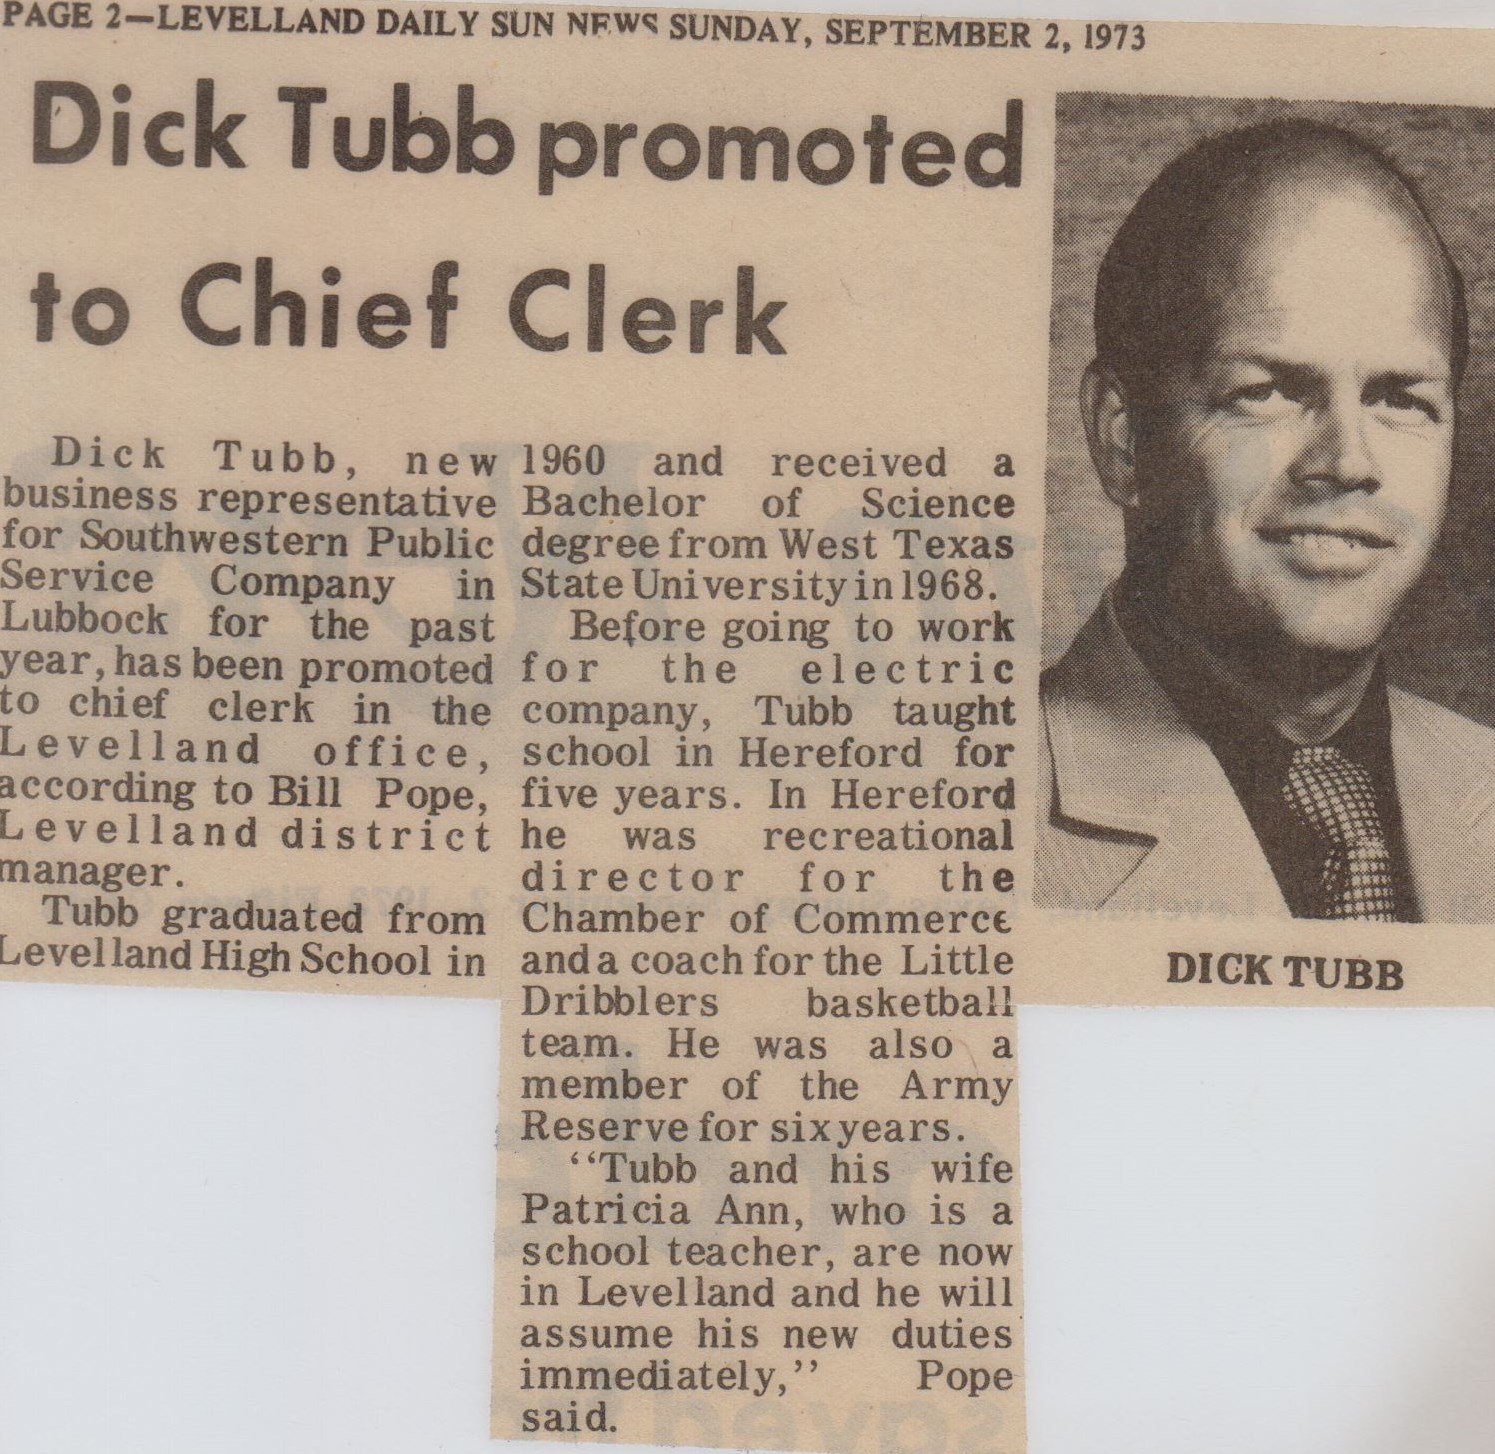 PAGE 2—LEVELLAND DAILY SUN NEWS SUNDAY, SEPTEMBER 2, 1973
Dick Tubb promoted
to Chief Clerk
Dick Tubb, new
business representative
for Southwestern Public
Service Company in
Lubbock for the past
year, has been promoted
to chief clerk in the
Levelland office,
according to Bill Pope,
Levelland district
manager.
Tubb graduated from
Levelland High School in
1960 and received a
Bachelor of Science
degree from West Texas
State University in 1968.
Before going to work
for the electric
company, Tubb taught
school in Hereford for
five years. In Hereford
he was recreational
director for the
Chamber of Commerce
and a coach for the Little
Dribblers basketball
team. He was also a
member of the Army
Reserve for six years.
‘‘Tubb and his wife
Patricia Ann, who is a
school teacher, are now
in Levelland and he will
assume his new duties
immediately,’’ Pope
said.
DICK TUBB